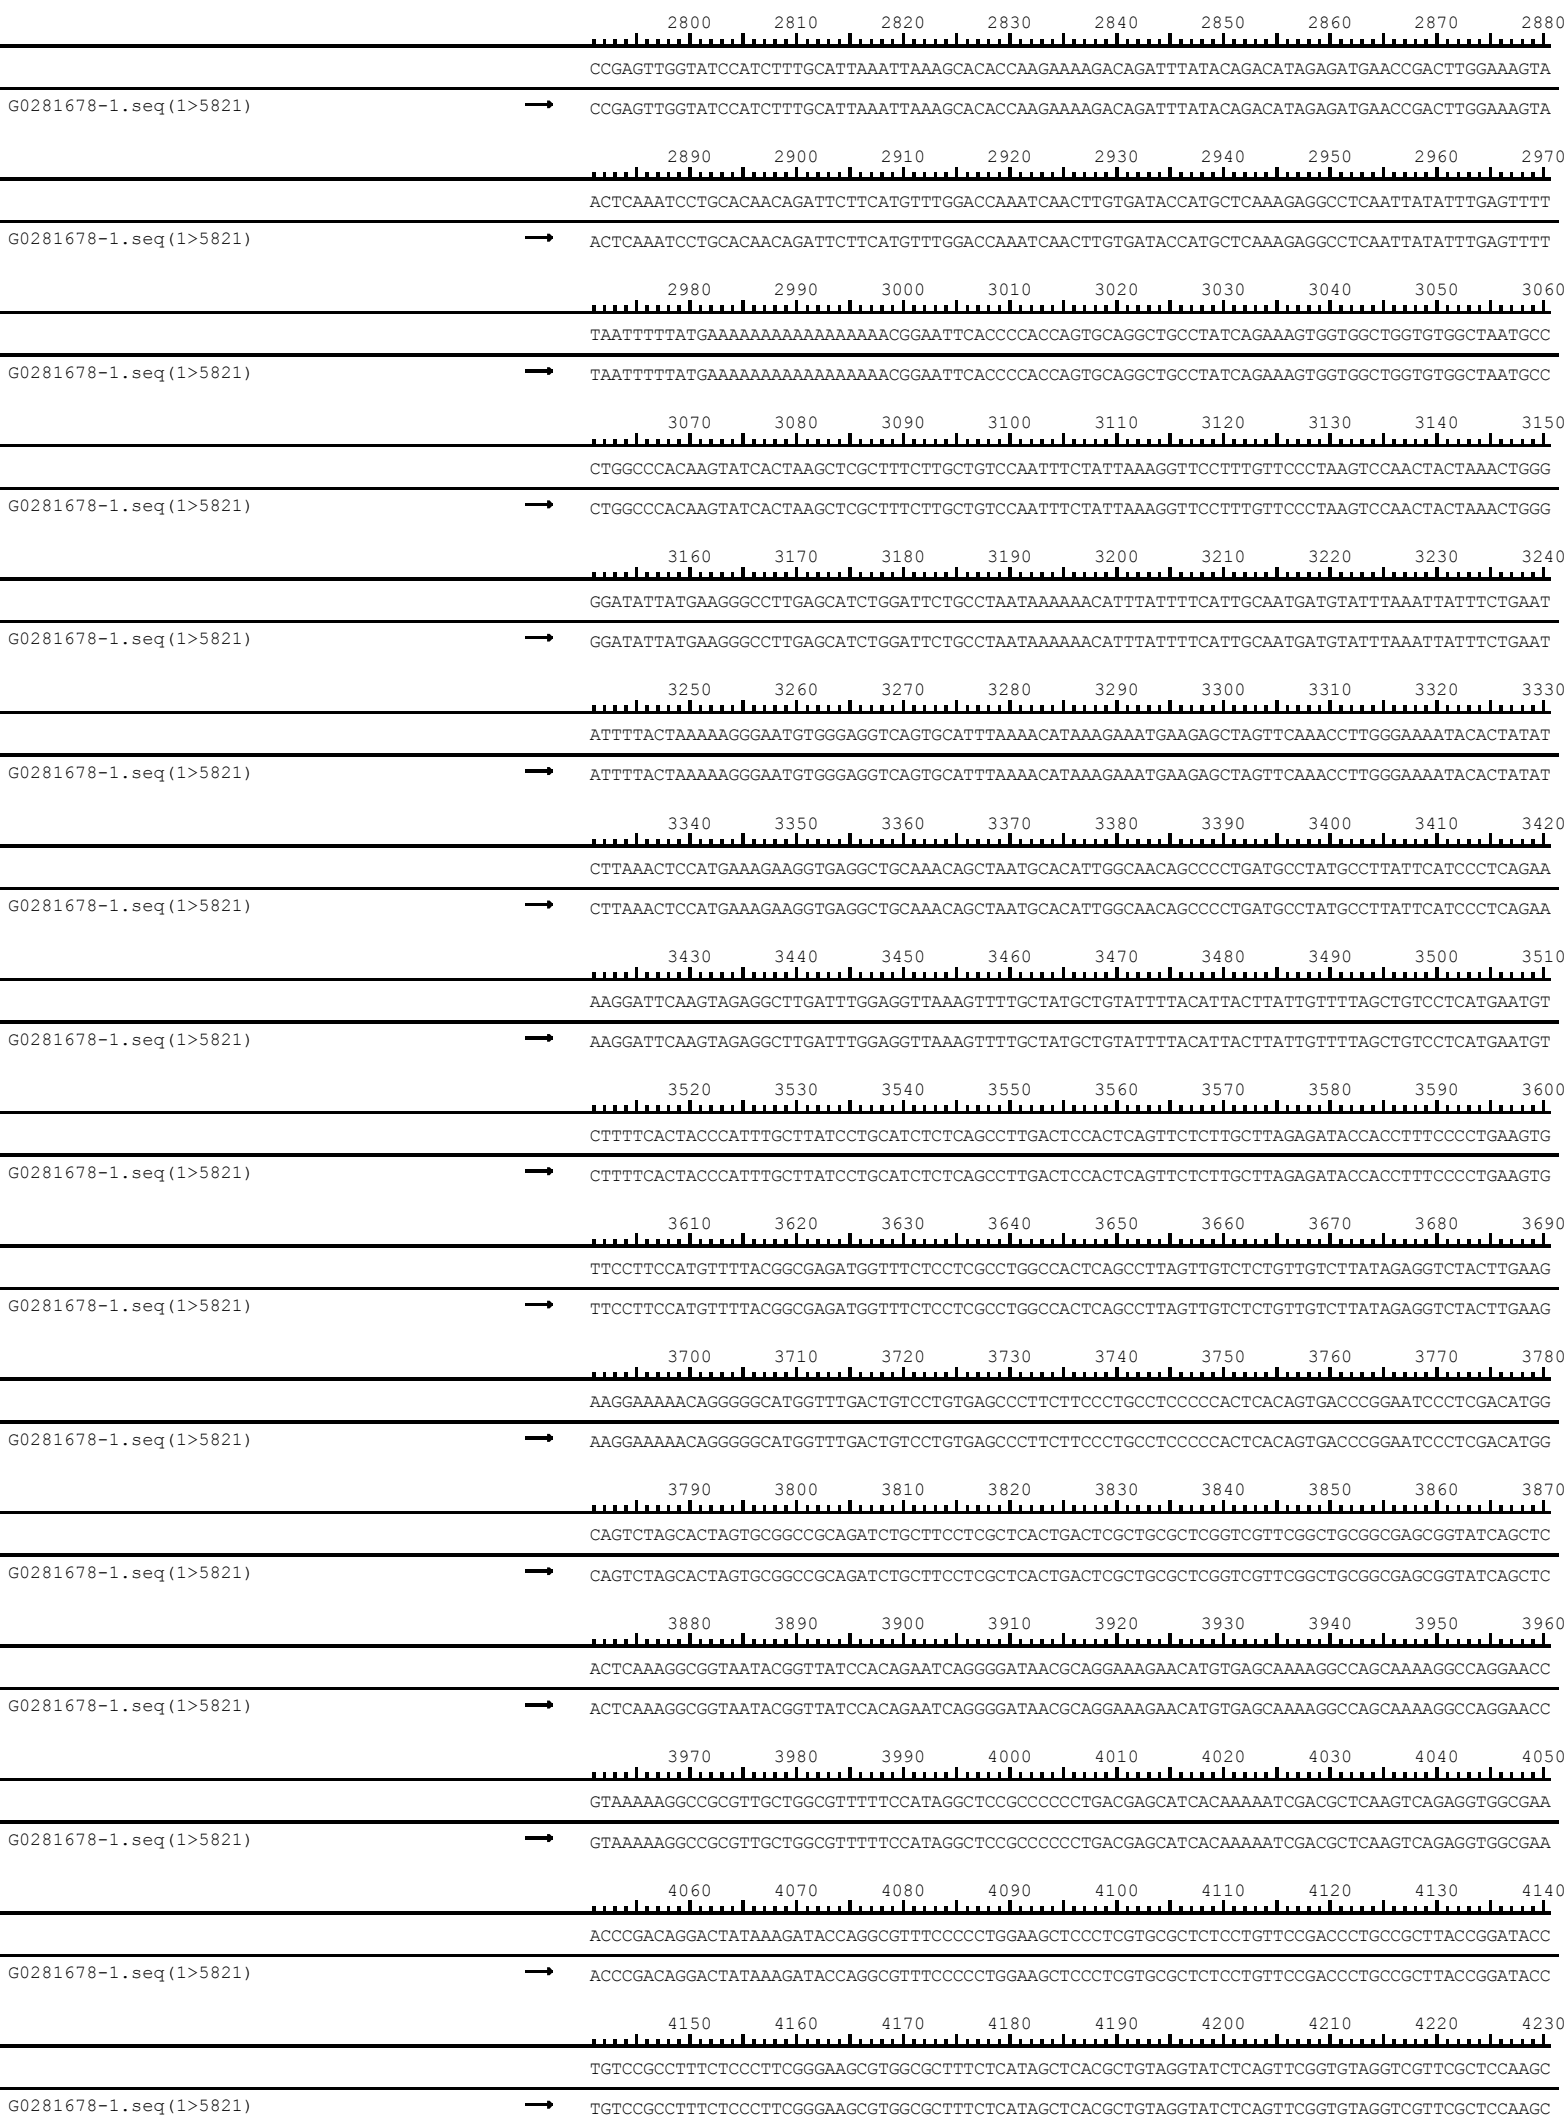 2800 2810 2820 2830 2840 2850 2860 2870 2880
CCGAGTTGGTATCCATCTTTGCATTAAATTAAAGCACACCAAGAAAAGACAGATTTATACAGACATAGAGATGAACCGACTTGGAAAGTA
G0281678-1.seq(1>5821) → CCGAGTTGGTATCCATCTTTGCATTAAATTAAAGCACACCAAGAAAAGACAGATTTATACAGACATAGAGATGAACCGACTTGGAAAGTA
2890 2900 2910 2920 2930 2940 2950 2960 2970
ACTCAAATCCTGCACAACAGATTCTTCATGTTTGGACCAAATCAACTTGTGATACCATGCTCAAAGAGGCCTCAATTATATTTGAGTTTT
G0281678-1.seq(1>5821) → ACTCAAATCCTGCACAACAGATTCTTCATGTTTGGACCAAATCAACTTGTGATACCATGCTCAAAGAGGCCTCAATTATATTTGAGTTTT
2980 2990 3000 3010 3020 3030 3040 3050 3060
TAATTTTTATGAAAAAAAAAAAAAAAAACGGAATTCACCCCACCAGTGCAGGCTGCCTATCAGAAAGTGGTGGCTGGTGTGGCTAATGCC
G0281678-1.seq(1>5821) → TAATTTTTATGAAAAAAAAAAAAAAAAACGGAATTCACCCCACCAGTGCAGGCTGCCTATCAGAAAGTGGTGGCTGGTGTGGCTAATGCC
3070 3080 3090 3100 3110 3120 3130 3140 3150
CTGGCCCACAAGTATCACTAAGCTCGCTTTCTTGCTGTCCAATTTCTATTAAAGGTTCCTTTGTTCCCTAAGTCCAACTACTAAACTGGG
G0281678-1.seq(1>5821) → CTGGCCCACAAGTATCACTAAGCTCGCTTTCTTGCTGTCCAATTTCTATTAAAGGTTCCTTTGTTCCCTAAGTCCAACTACTAAACTGGG
3160 3170 3180 3190 3200 3210 3220 3230 3240
GGATATTATGAAGGGCCTTGAGCATCTGGATTCTGCCTAATAAAAAACATTTATTTTCATTGCAATGATGTATTTAAATTATTTCTGAAT
G0281678-1.seq(1>5821) → GGATATTATGAAGGGCCTTGAGCATCTGGATTCTGCCTAATAAAAAACATTTATTTTCATTGCAATGATGTATTTAAATTATTTCTGAAT
3250 3260 3270 3280 3290 3300 3310 3320 3330
ATTTTACTAAAAAGGGAATGTGGGAGGTCAGTGCATTTAAAACATAAAGAAATGAAGAGCTAGTTCAAACCTTGGGAAAATACACTATAT
G0281678-1.seq(1>5821) → ATTTTACTAAAAAGGGAATGTGGGAGGTCAGTGCATTTAAAACATAAAGAAATGAAGAGCTAGTTCAAACCTTGGGAAAATACACTATAT
3340 3350 3360 3370 3380 3390 3400 3410 3420
CTTAAACTCCATGAAAGAAGGTGAGGCTGCAAACAGCTAATGCACATTGGCAACAGCCCCTGATGCCTATGCCTTATTCATCCCTCAGAA
G0281678-1.seq(1>5821) → CTTAAACTCCATGAAAGAAGGTGAGGCTGCAAACAGCTAATGCACATTGGCAACAGCCCCTGATGCCTATGCCTTATTCATCCCTCAGAA
3430 3440 3450 3460 3470 3480 3490 3500 3510
AAGGATTCAAGTAGAGGCTTGATTTGGAGGTTAAAGTTTTGCTATGCTGTATTTTACATTACTTATTGTTTTAGCTGTCCTCATGAATGT
G0281678-1.seq(1>5821) → AAGGATTCAAGTAGAGGCTTGATTTGGAGGTTAAAGTTTTGCTATGCTGTATTTTACATTACTTATTGTTTTAGCTGTCCTCATGAATGT
3520 3530 3540 3550 3560 3570 3580 3590 3600
CTTTTCACTACCCATTTGCTTATCCTGCATCTCTCAGCCTTGACTCCACTCAGTTCTCTTGCTTAGAGATACCACCTTTCCCCTGAAGTG
G0281678-1.seq(1>5821) → CTTTTCACTACCCATTTGCTTATCCTGCATCTCTCAGCCTTGACTCCACTCAGTTCTCTTGCTTAGAGATACCACCTTTCCCCTGAAGTG
3610 3620 3630 3640 3650 3660 3670 3680 3690
TTCCTTCCATGTTTTACGGCGAGATGGTTTCTCCTCGCCTGGCCACTCAGCCTTAGTTGTCTCTGTTGTCTTATAGAGGTCTACTTGAAG
G0281678-1.seq(1>5821) → TTCCTTCCATGTTTTACGGCGAGATGGTTTCTCCTCGCCTGGCCACTCAGCCTTAGTTGTCTCTGTTGTCTTATAGAGGTCTACTTGAAG
3700 3710 3720 3730 3740 3750 3760 3770 3780
AAGGAAAAACAGGGGGCATGGTTTGACTGTCCTGTGAGCCCTTCTTCCCTGCCTCCCCCACTCACAGTGACCCGGAATCCCTCGACATGG
G0281678-1.seq(1>5821) → AAGGAAAAACAGGGGGCATGGTTTGACTGTCCTGTGAGCCCTTCTTCCCTGCCTCCCCCACTCACAGTGACCCGGAATCCCTCGACATGG
3790 3800 3810 3820 3830 3840 3850 3860 3870
CAGTCTAGCACTAGTGCGGCCGCAGATCTGCTTCCTCGCTCACTGACTCGCTGCGCTCGGTCGTTCGGCTGCGGCGAGCGGTATCAGCTC
G0281678-1.seq(1>5821) → CAGTCTAGCACTAGTGCGGCCGCAGATCTGCTTCCTCGCTCACTGACTCGCTGCGCTCGGTCGTTCGGCTGCGGCGAGCGGTATCAGCTC
3880 3890 3900 3910 3920 3930 3940 3950 3960
ACTCAAAGGCGGTAATACGGTTATCCACAGAATCAGGGGATAACGCAGGAAAGAACATGTGAGCAAAAGGCCAGCAAAAGGCCAGGAACC
G0281678-1.seq(1>5821) → ACTCAAAGGCGGTAATACGGTTATCCACAGAATCAGGGGATAACGCAGGAAAGAACATGTGAGCAAAAGGCCAGCAAAAGGCCAGGAACC
3970 3980 3990 4000 4010 4020 4030 4040 4050
GTAAAAAGGCCGCGTTGCTGGCGTTTTTCCATAGGCTCCGCCCCCCTGACGAGCATCACAAAAATCGACGCTCAAGTCAGAGGTGGCGAA
G0281678-1.seq(1>5821) → GTAAAAAGGCCGCGTTGCTGGCGTTTTTCCATAGGCTCCGCCCCCCTGACGAGCATCACAAAAATCGACGCTCAAGTCAGAGGTGGCGAA
4060 4070 4080 4090 4100 4110 4120 4130 4140
ACCCGACAGGACTATAAAGATACCAGGCGTTTCCCCCTGGAAGCTCCCTCGTGCGCTCTCCTGTTCCGACCCTGCCGCTTACCGGATACC
G0281678-1.seq(1>5821) → ACCCGACAGGACTATAAAGATACCAGGCGTTTCCCCCTGGAAGCTCCCTCGTGCGCTCTCCTGTTCCGACCCTGCCGCTTACCGGATACC
4150 4160 4170 4180 4190 4200 4210 4220 4230
TGTCCGCCTTTCTCCCTTCGGGAAGCGTGGCGCTTTCTCATAGCTCACGCTGTAGGTATCTCAGTTCGGTGTAGGTCGTTCGCTCCAAGC
G0281678-1.seq(1>5821) → TGTCCGCCTTTCTCCCTTCGGGAAGCGTGGCGCTTTCTCATAGCTCACGCTGTAGGTATCTCAGTTCGGTGTAGGTCGTTCGCTCCAAGC